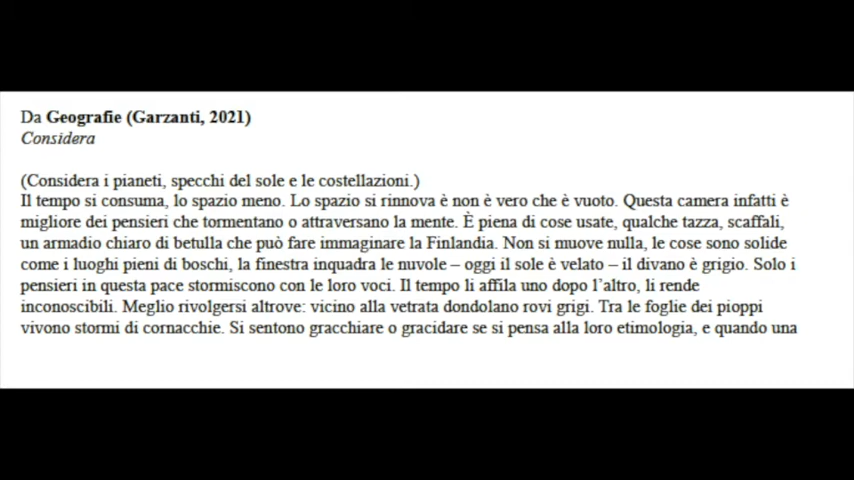 Da Geografie (Garzanti, 2021)
Considera
(Considera i pianeti, specchi del sole e le costellazioni.)
Il tempo si consuma, lo spazio meno. Lo spazio si rinnova è non è vero che è vuoto. Questa camera infatti è
migliore dei pensieri che tormentano o attraversano la mente. È piena di cose usate, qualche tazza, scaffali,
un armadio chiaro di betulla che può fare immaginare la Finlandia. Non si muove nulla, le cose sono solide
come i luoghi pieni di boschi, la finestra inquadra le nuvole – oggi il sole è velato – il divano è grigio. Solo i
pensieri in questa pace stormiscono con le loro voci. Il tempo li affila uno dopo l’altro, li rende
inconoscibili. Meglio rivolgersi altrove: vicino alla vetrata dondolano rovi grigi. Tra le foglie dei pioppi
vivono stormi di cornacchie. Si sentono gracchiare o gracidare se si pensa alla loro etimologia, e quando una